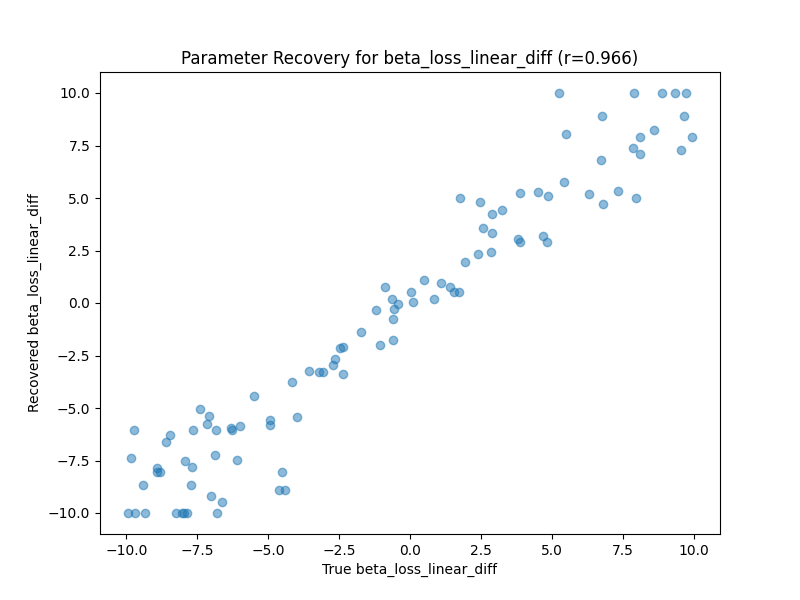 Parameter Recovery for beta_loss_linear_diff (r=0.966)
10.0
7.5
5.0
2.5
0.0
−2.5
−5.0
−7.5
−10.0
Recovered beta_loss_linear_diff
−10.0 −7.5 −5.0 −2.5 0.0 2.5 5.0 7.5 10.0
True beta_loss_linear_diff